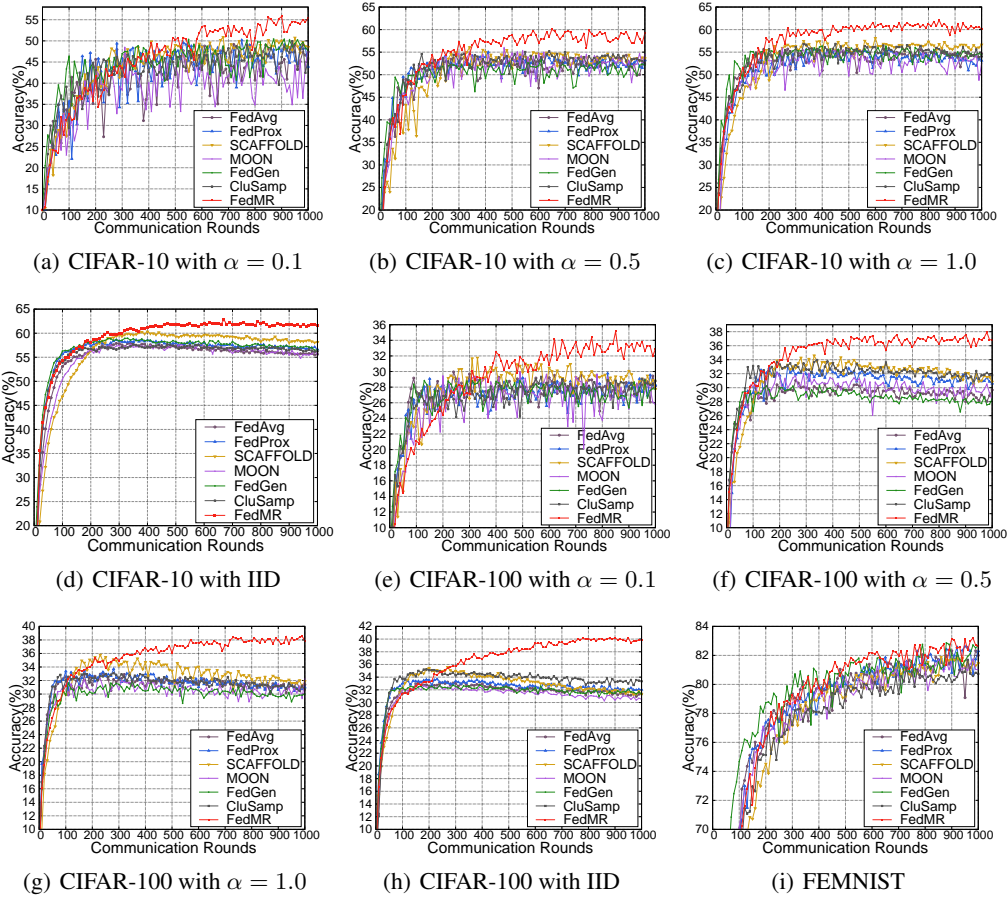 Accuracy(%)
55
50
45
40
35
30
25
20
15
10
FedAvg
FedProx
SCAFFOLD
MOON
FedGen
CluSamp
FedMR
0 100 200 300 400 500 600 700 800 900 1000
Communication Rounds
(a) CIFAR-10 with α = 0.1
Accuracy(%)
65
60
55
50
45
40
35
30
25
20
FedAvg
FedProx
SCAFFOLD
MOON
FedGen
CluSamp
FedMR
0 100 200 300 400 500 600 700 800 900 1000
Communication Rounds
(b) CIFAR-10 with α = 0.5
Accuracy(%)
65
60
55
50
45
40
35
30
25
20
FedAvg
FedProx
SCAFFOLD
MOON
FedGen
CluSamp
FedMR
0 100 200 300 400 500 600 700 800 900 1000
Communication Rounds
(c) CIFAR-10 with α = 1.0
Accuracy(%)
65
60
55
50
45
40
35
30
25
20
FedAvg
FedProx
SCAFFOLD
MOON
FedGen
CluSamp
FedMR
0 100 200 300 400 500 600 700 800 900 1000
Communication Rounds
(d) CIFAR-10 with IID
Accuracy(%)
36
34
32
30
28
26
24
22
20
18
16
14
12
10
FedAvg
FedProx
SCAFFOLD
MOON
FedGen
CluSamp
FedMR
0 100 200 300 400 500 600 700 800 900 1000
Communication Rounds
(e) CIFAR-100 with α = 0.1
Accuracy(%)
38
36
34
32
30
28
26
24
22
20
18
16
14
12
10
FedAvg
FedProx
SCAFFOLD
MOON
FedGen
CluSamp
FedMR
0 100 200 300 400 500 600 700 800 900 1000
Communication Rounds
(f) CIFAR-100 with α = 0.5
Accuracy(%)
40
38
36
34
32
30
28
26
24
22
20
18
16
14
12
10
FedAvg
FedProx
SCAFFOLD
MOON
FedGen
CluSamp
FedMR
0 100 200 300 400 500 600 700 800 900 1000
Communication Rounds
(g) CIFAR-100 with α = 1.0
Accuracy(%)
42
40
38
36
34
32
30
28
26
24
22
20
18
16
14
12
10
FedAvg
FedProx
SCAFFOLD
MOON
FedGen
CluSamp
FedMR
0 100 200 300 400 500 600 700 800 900 1000
Communication Rounds
(h) CIFAR-100 with IID
Accuracy(%)
84
82
80
78
76
74
72
70
FedAvg
FedProx
SCAFFOLD
MOON
FedGen
CluSamp
FedMR
0 100 200 300 400 500 600 700 800 900 1000
Communication Rounds
(i) FEMNIST